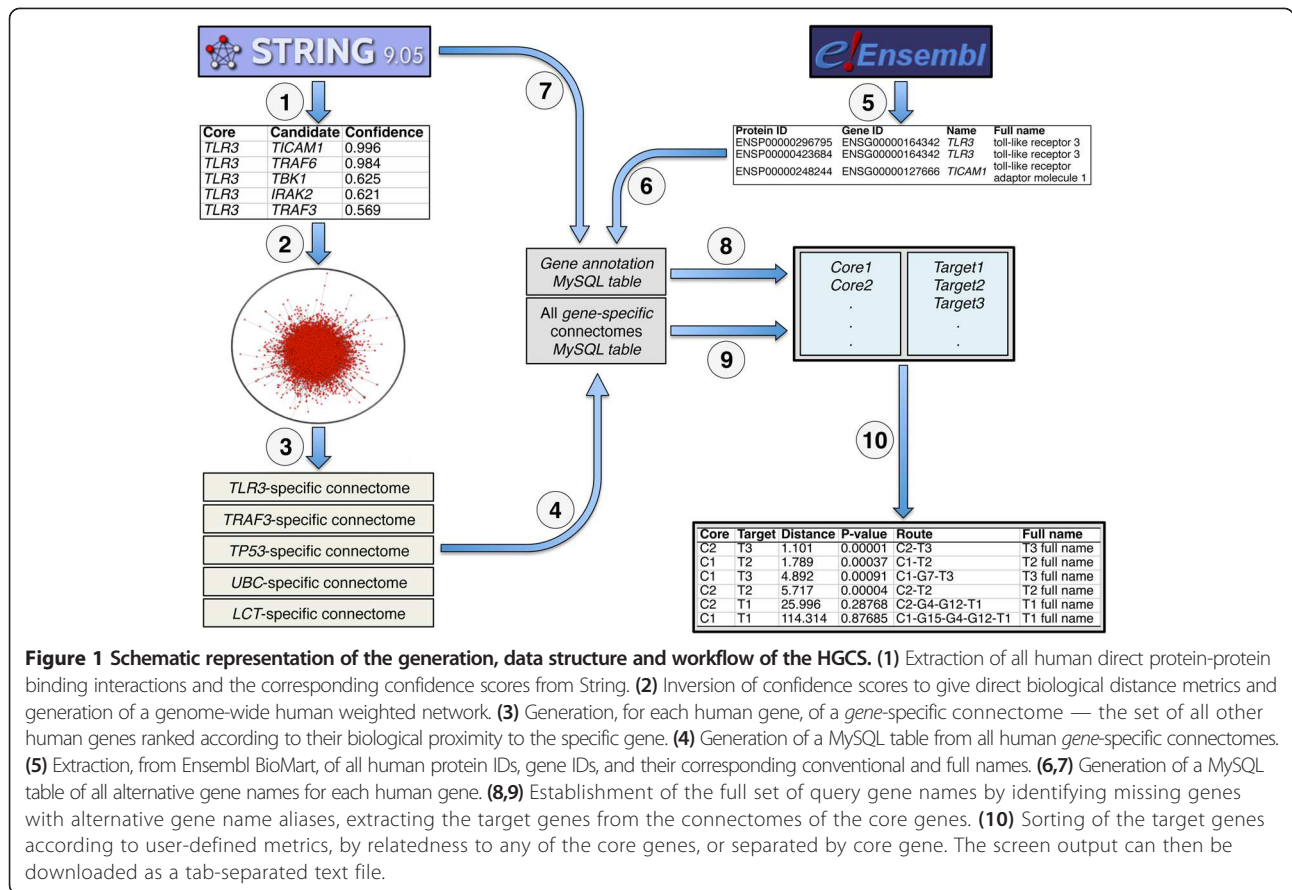 STRING 9.05
e!Ensembl
1
7
5
Core Candidate Confidence
TLR3 TICAM1 0.996
TLR3 TRAF6 0.984
TLR3 TBK1 0.625
TLR3 IRAK2 0.621
TLR3 TRAF3 0.569
Protein ID Gene ID Name Full name
ENSP00000296795 ENSG00000164342 TLR3 toll-like receptor 3
ENSP00000423684 ENSG00000164342 TLR3 toll-like receptor 3
ENSP00000248244 ENSG00000127666 TICAM1 toll-like receptor
adaptor molecule 1
6
2
8
Gene annotation
MySQL table
All gene-specific
connectomes
MySQL table
9
Core1
Core2
.
.
.
Target1
Target2
Target3
.
.
3
10
TLR3-specific connectome
TRAF3-specific connectome
TP53-specific connectome
UBC-specific connectome
LCT-specific connectome
4
Core Target Distance P-value Route Full name
C2 T3 1.101 0.00001 C2-T3 T3 full name
C1 T2 1.789 0.00037 C1-T2 T2 full name
C1 T3 4.892 0.00091 C1-G7-T3 T3 full name
C2 T2 5.717 0.00004 C2-T2 T2 full name
C2 T1 25.996 0.28768 C2-G4-G12-T1 T1 full name
C1 T1 114.314 0.87685 C1-G15-G4-G12-T1 T1 full name
Figure 1 Schematic representation of the generation, data structure and workflow of the HGCS. (1) Extraction of all human direct protein-protein
binding interactions and the corresponding confidence scores from String. (2) Inversion of confidence scores to give direct biological distance metrics and
generation of a genome-wide human weighted network. (3) Generation, for each human gene, of a gene-specific connectome — the set of all other
human genes ranked according to their biological proximity to the specific gene. (4) Generation of a MySQL table from all human gene-specific connectomes.
(5) Extraction, from Ensembl BioMart, of all human protein IDs, gene IDs, and their corresponding conventional and full names. (6,7) Generation of a MySQL
table of all alternative gene names for each human gene. (8,9) Establishment of the full set of query gene names by identifying missing genes
with alternative gene name aliases, extracting the target genes from the connectomes of the core genes. (10) Sorting of the target genes
according to user-defined metrics, by relatedness to any of the core genes, or separated by core gene. The screen output can then be
downloaded as a tab-separated text file.